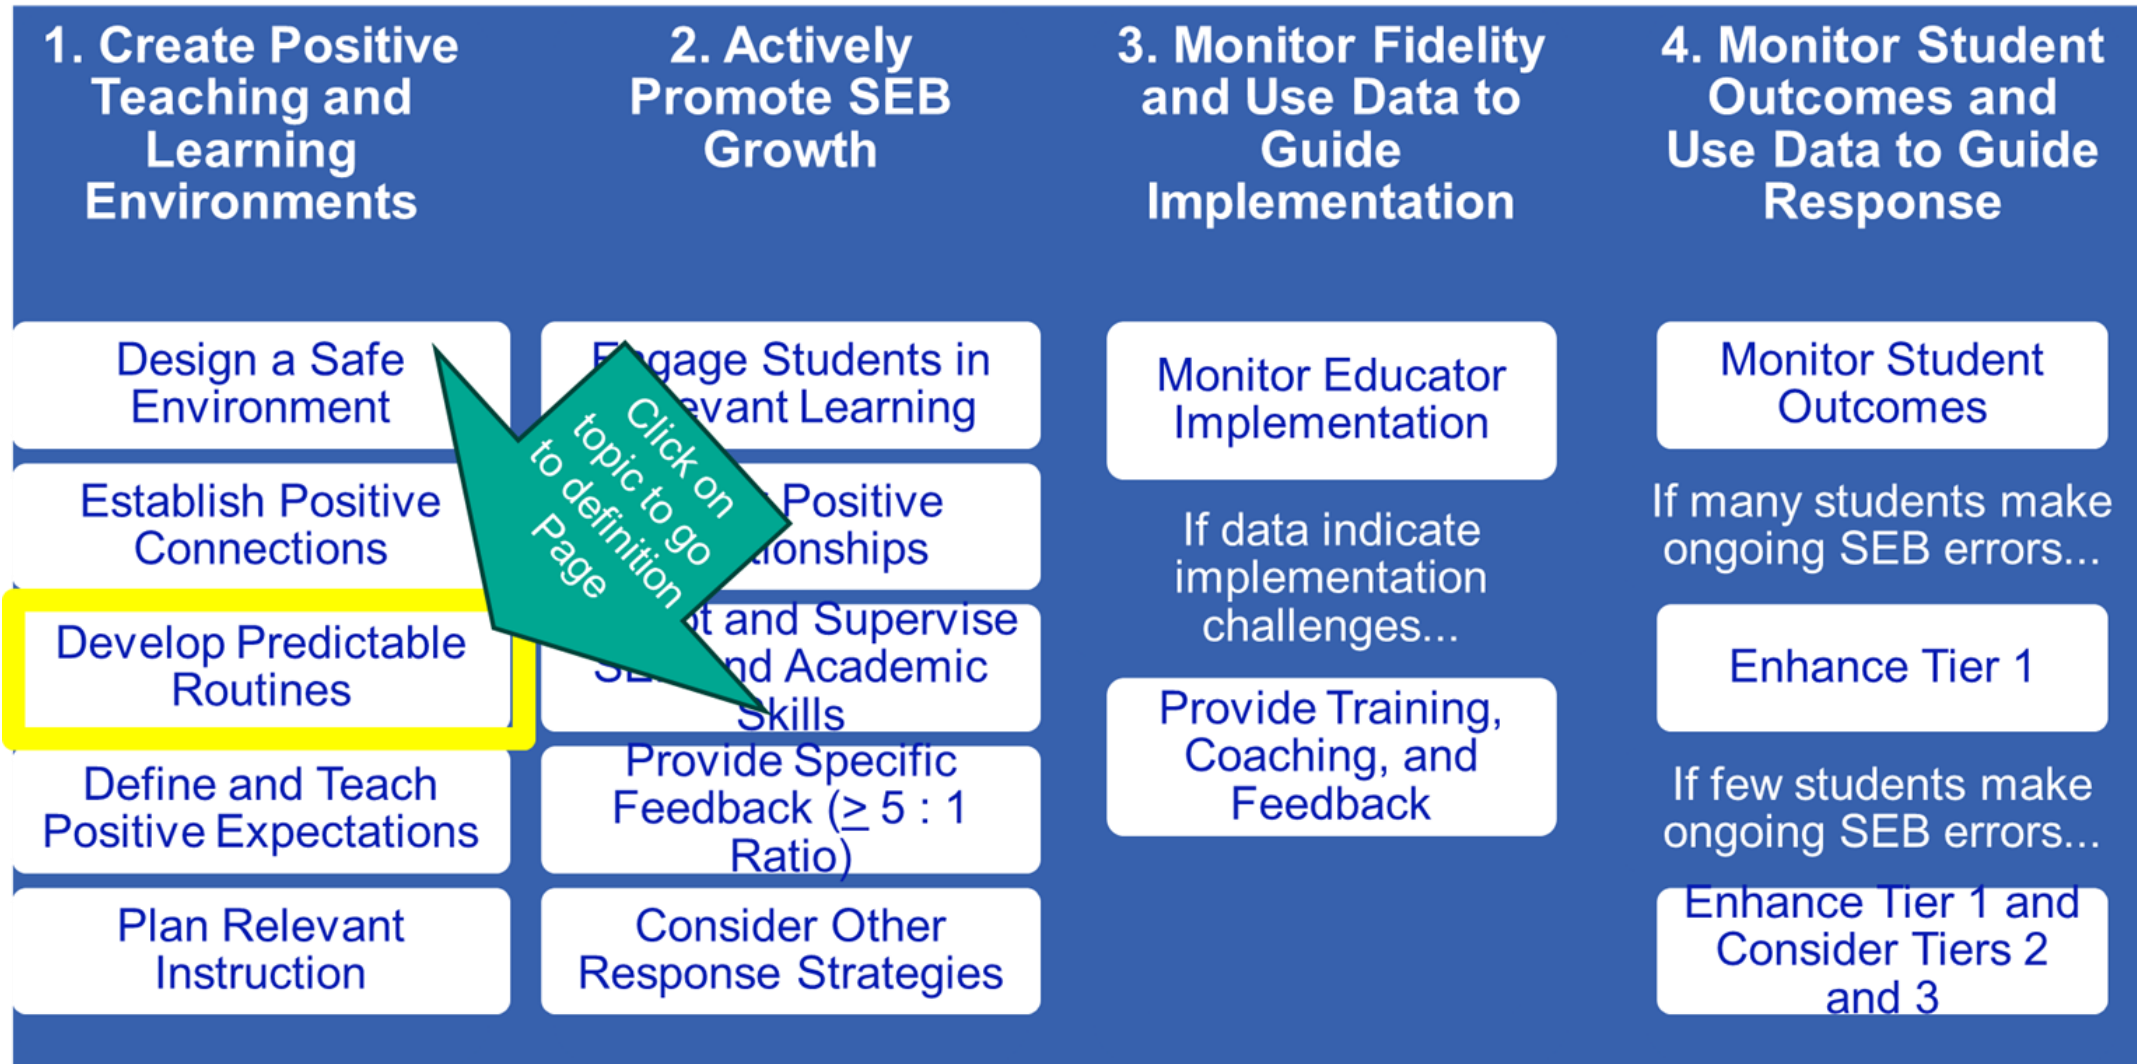 1. Create Positive
Teaching and
Learning
Environments
Design a Safe
Environment
Establish Positive
Connections
Develop Predictable
Routines
Define and Teach
Positive Expectations
Plan Relevant
Instruction
2. Actively
Promote SEB
Growth
Students in
Learning
Positive
and Supervise
Academic
Skills
Provide Specific
Feedback (≥ 5 : 1
Ratio)
Consider Other
Response Strategies
Click on
topic to go
to definition
Page
3. Monitor Fidelity
and Use Data to
Guide
Implementation
Monitor Educator
Implementation
If data indicate
implementation
challenges...
Provide Training,
Coaching, and
Feedback
4. Monitor Student
Outcomes and
Use Data to Guide
Response
Monitor Student
Outcomes
If many students make
ongoing SEB errors...
Enhance Tier 1
If few students make
ongoing SEB errors...
Enhance Tier 1 and
Consider Tiers 2
and 3